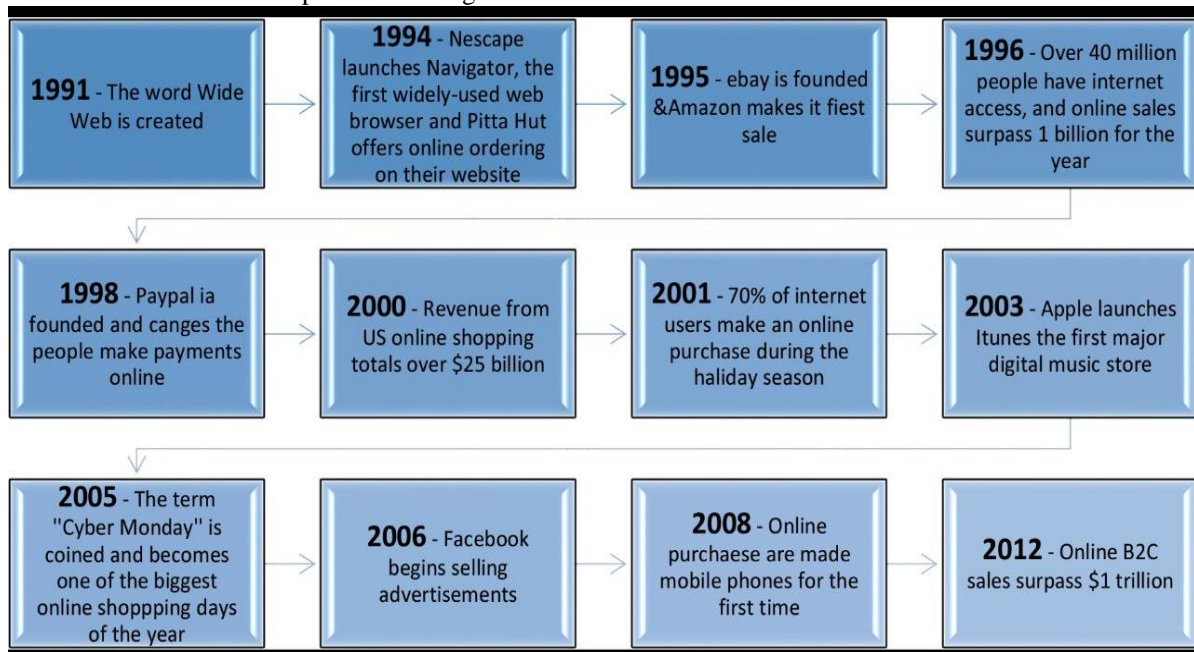 1991 - The word Wide
Web is created
1994 - Nescape
launches Navigator, the
first widely-used web
browser and Pitta Hut
offers online ordering
on their website
1995 - ebay is founded
&Amazon makes it fiest
sale
1996 - Over 40 million
people have internet
access, and online sales
surpass 1 billion for the
year
1998 - Paypal ia
founded and canges the
people make payments
online
2000 - Revenue from
US online shopping
totals over $25 billion
2001 - 70% of internet
users make an online
purchase during the
haliday season
2003 - Apple launches
Itunes the first major
digital music store
2005 - The term
"Cyber Monday" is
coined and becomes
one of the biggest
online shoppping days
of the year
2006 - Facebook
begins selling
advertisements
2008 - Online
purchaese are made
mobile phones for the
first time
2012 - Online B2C
sales surpass $1 trillion